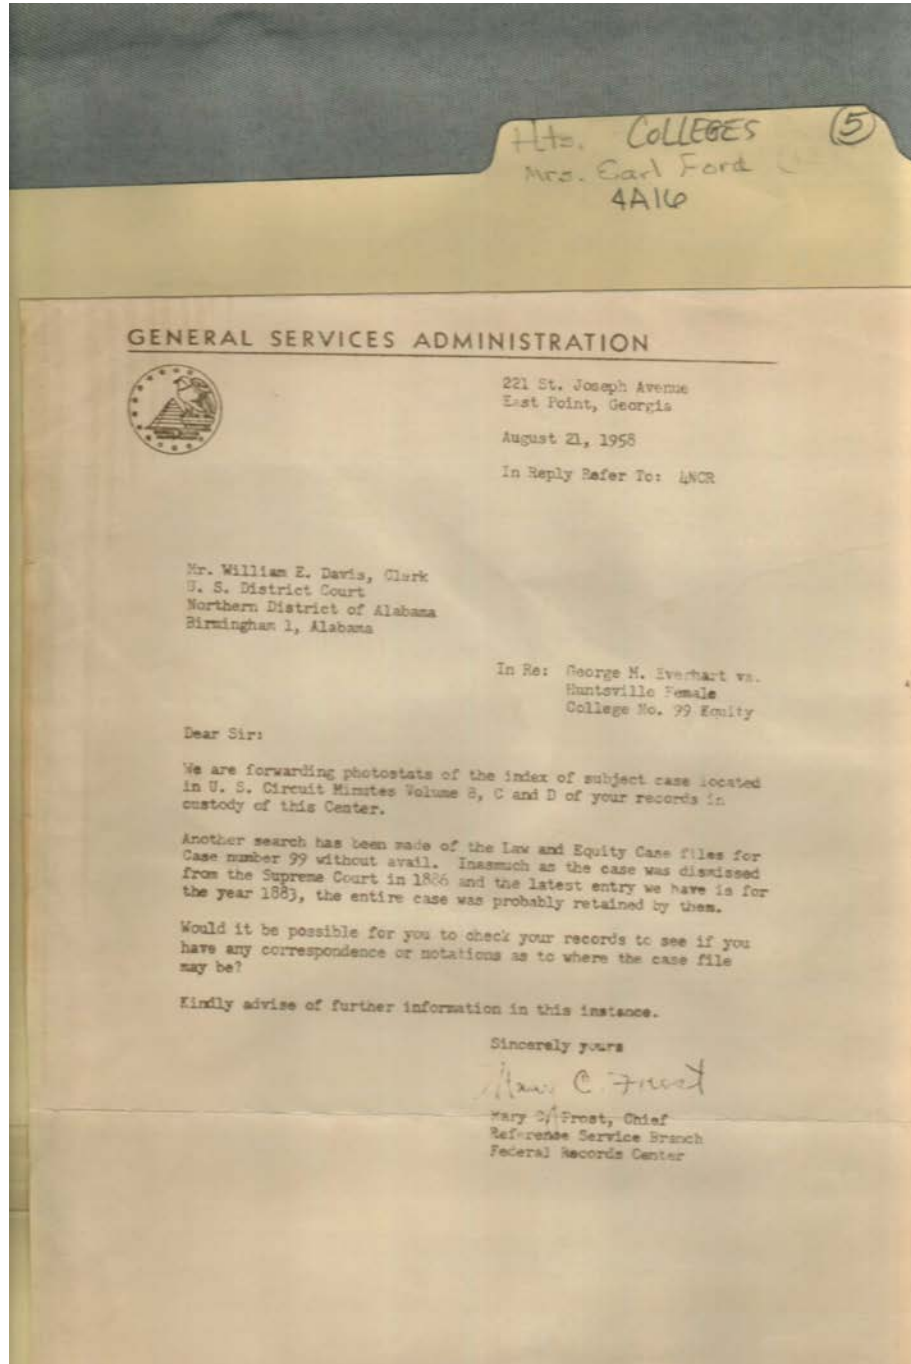 Hts. COLLEGES 5
Mrs. Earl Ford
4A16
GENERAL SERVICES ADMINISTRATION
221 St. Joseph Avenue
East Point, Georgia
August 21, 1958
In Reply Refer To: 4NCR
Mr. William E. Davis, Clerk
U. S. District Court
Northern District of Alabama
Birmingham 1, Alabama
In Re: George M. Everhart vs.
Huntsville Female
College No. 99 Equity
Dear Sir:
We are forwarding photostats of the index of subject case located
in U. S. Circuit Minutes Volume B, C and D of your records in
custody of this Center.
Another search has been made of the Law and Equity Case files for
Case number 99 without avail. Inasmuch as the case was dismissed
from the Supreme Court in 1886 and the latest entry we have is for
the year 1883, the entire case was probably retained by them.
Would it be possible for you to check your records to see if you
have any correspondence or notations as to where the case file
may be?
Kindly advise of further information in this instance.
Sincerely yours
Mary C. Frost
Mary C. Frost, Chief
Reference Service Branch
Federal Records Center